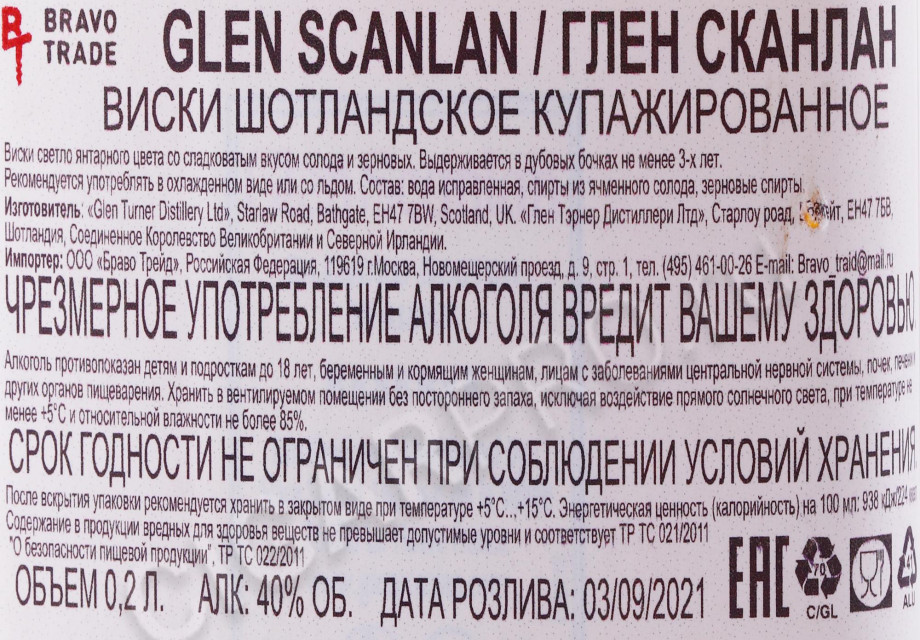 BRAVO
TRADE
GLEN SCANLAN / ГЛЕН СКАНЛАН
ВИСКИ ШОТЛАНДСКОЕ КУПАЖИРОВАННОЕ
Виски светло янтарного цвета со сладковатым вкусом солода и зерновых. Выдерживается в дубовых бочках не менее 3-х лет.
Рекомендуется употреблять в охлажденном виде или со льдом. Состав: вода исправленная, спирты из ячменного солода, зерновые спирты.
Изготовитель: «Glen Turner Distillery Ltd», Starlaw Road, Bathgate, EH47 7BW, Scotland, UK. «Глен Тэрнер Дистиллери Лтд», Старлоу роад, EH47 7БВ,
Шотландия, Соединенное Королевство Великобритании и Северной Ирландии.
Импортер: ООО «Браво Трейд», Российская Федерация, 119619 г.Москва, Новомещерский проезд, д. 9, стр. 1, тел. (495) 461-00-26 E-mail: Bravo_traid@mail.ru
ЧРЕЗМЕРНОЕ УПОТРЕБЛЕНИЕ АЛКОГОЛЯ ВРЕДИТ ВАШЕМУ ЗДОРОВЬЮ
Алкоголь противопоказан детям и подросткам до 18 лет, беременным и кормящим женщинам, лицам с заболеваниями центральной нервной системы, почек, печени и
других органов пищеварения. Хранить в вентилируемом помещении без постороннего запаха, исключая воздействие прямого солнечного света, при температуре не
менее +5°С и относительной влажности не более 85%.
СРОК ГОДНОСТИ НЕ ОГРАНИЧЕН ПРИ СОБЛЮДЕНИИ УСЛОВИЙ ХРАНЕНИЯ
После вскрытия упаковки рекомендуется хранить в закрытом виде при температуре +5°С...+15°С. Энергетическая ценность (калорийность) на 100 мл: 938 кДж/224
Содержание в продукции вредных для здоровья веществ не превышает допустимые уровни и соответствует ТР ТС 021/2011
"О безопасности пищевой продукции", ТР ТС 022/2011
ОБЪЕМ 0,2 Л. АЛК: 40% ОБ. ДАТА РОЗЛИВА: 03/09/2021
EAC
70
C/GL
41
ALU